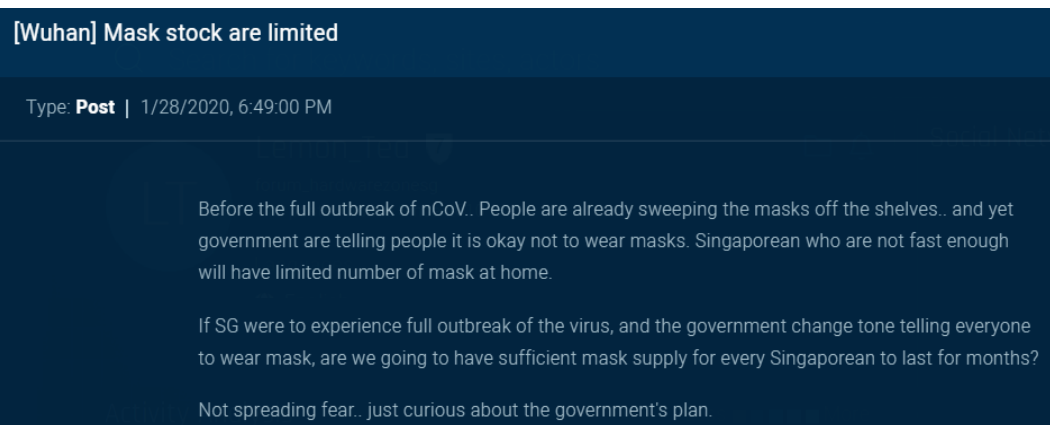 [Wuhan] Mask stock are limited
Type: Post | 1/28/2020, 6:49:00 PM
Before the full outbreak of nCoV.. People are already sweeping the masks off the shelves.. and yet
government are telling people it is okay not to wear masks. Singaporean who are not fast enough
will have limited number of mask at home.
If SG were to experience full outbreak of the virus, and the government change tone telling everyone
to wear mask, are we going to have sufficient mask supply for every Singaporean to last for months?
Not spreading fear.. just curious about the government's plan.